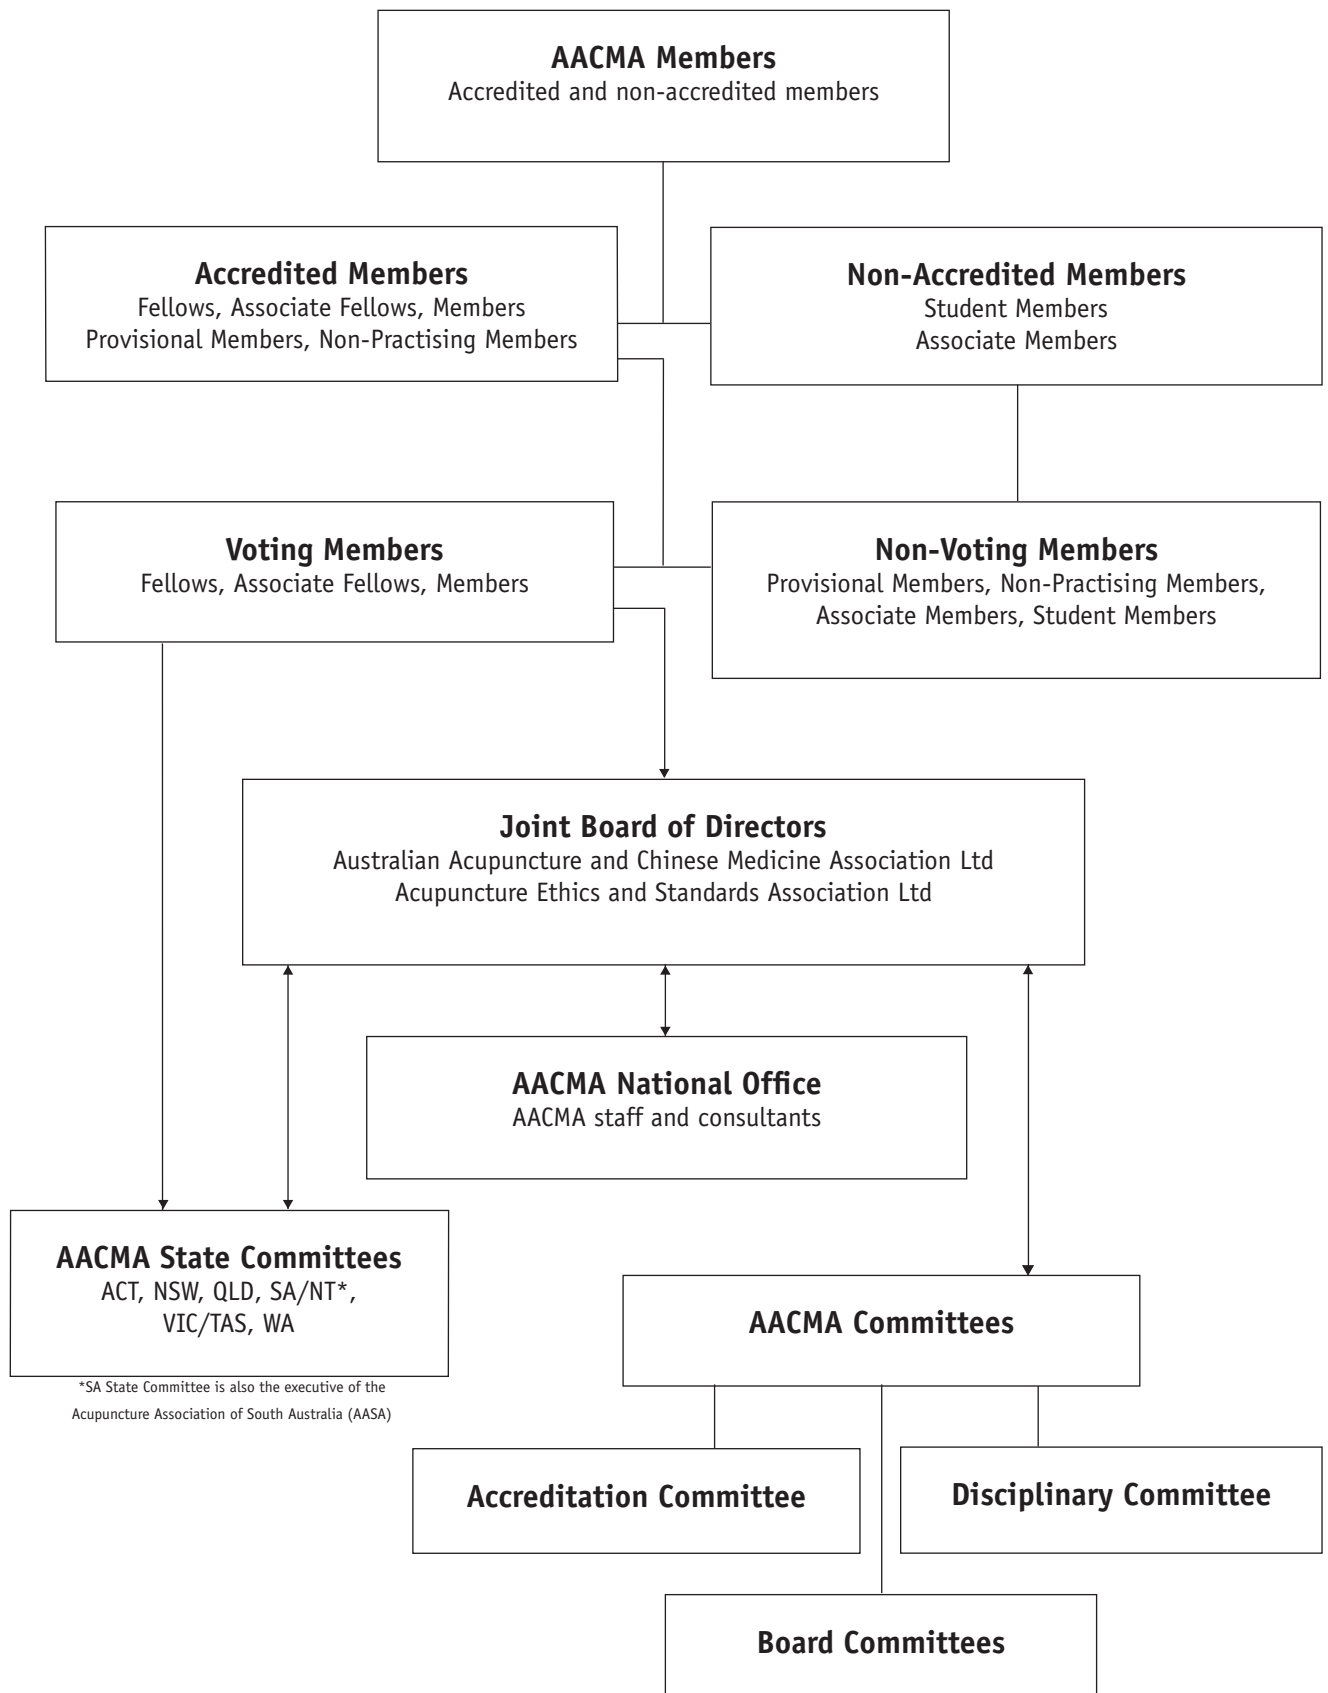 AACMA Members
Accredited and non-accredited members
Accredited Members
Fellows, Associate Fellows, Members
Provisional Members, Non-Practising Members
Non-Accredited Members
Student Members
Associate Members
Voting Members
Fellows, Associate Fellows, Members
Non-Voting Members
Provisional Members, Non-Practising Members,
Associate Members, Student Members
Joint Board of Directors
Australian Acupuncture and Chinese Medicine Association Ltd
Acupuncture Ethics and Standards Association Ltd
AACMA National Office
AACMA staff and consultants
AACMA State Committees
ACT, NSW, QLD, SA/NT*,
VIC/TAS, WA
*SA State Committee is also the executive of the
Acupuncture Association of South Australia (AASA)
AACMA Committees
Accreditation Committee
Disciplinary Committee
Board Committees